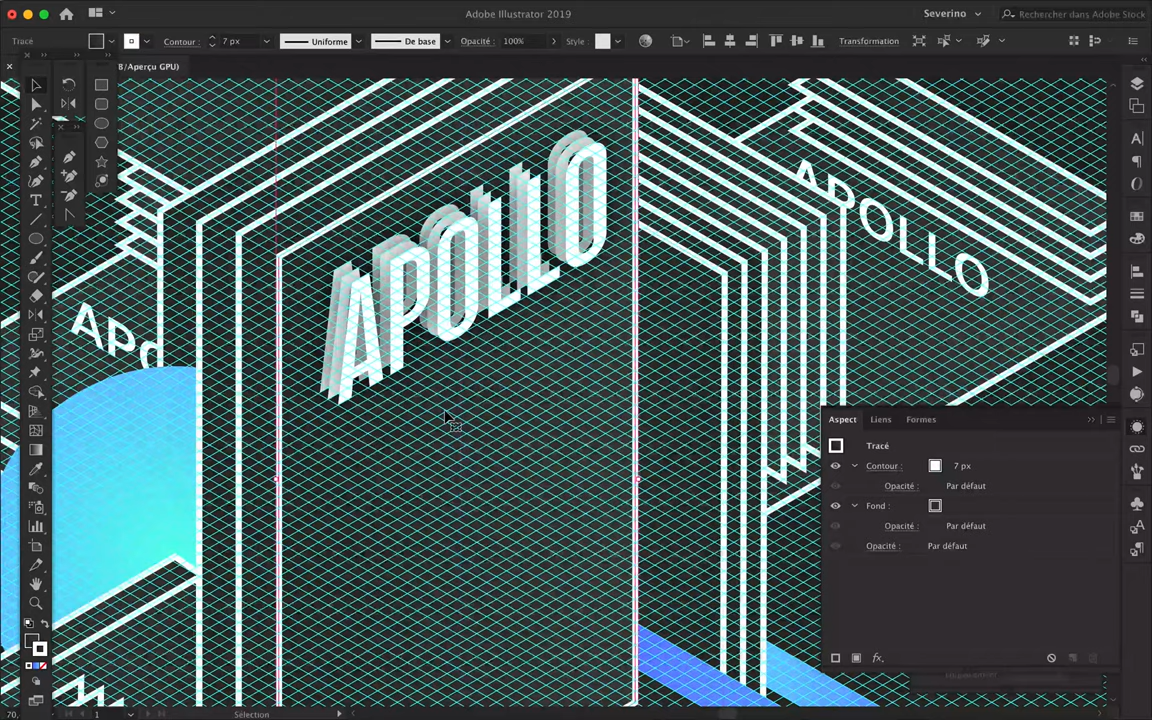 Adobe Illustrator 2019
Severino
Rechercher dans Adobe Stock
Tracé
Contour :
7 px
Uniforme
De base
Opacité :
100%
Style :
Transformation
B/Aperçu GPU)
APOLLO
APOLLO
APO
Aspect
Liens
Formes
Tracé
Contour :
7 px
Opacité :
Par défaut
Fond :
Opacité :
Par défaut
Opacité :
Par défaut
70,
1
Sélection